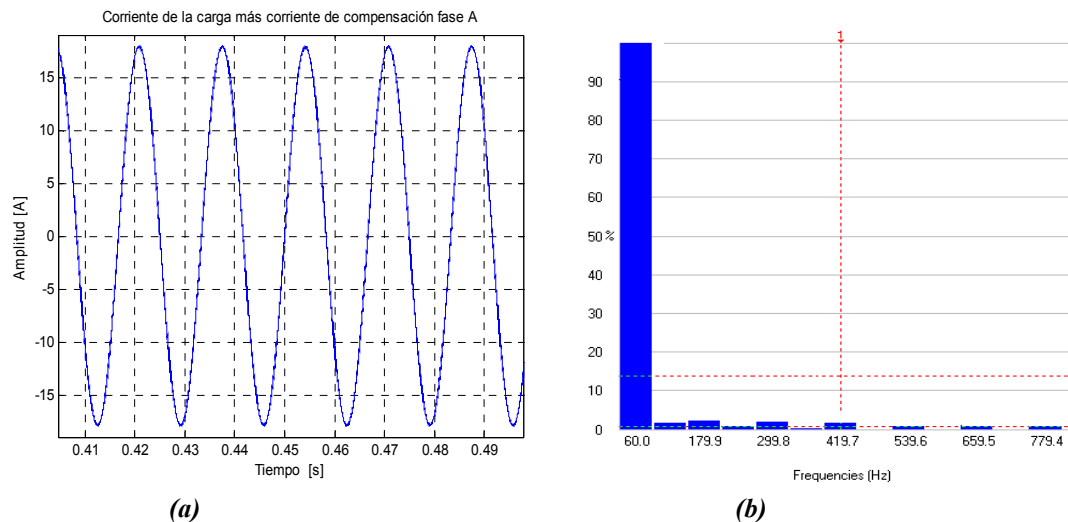 Corriente de la carga más corriente de compensación fase A
Amplitud [A]
15
10
5
0
-5
-10
-15
0.41 0.42 0.43 0.44 0.45 0.46 0.47 0.48 0.49
Tiempo [s]
(a)
1
90
80
70
60
50 %
40
30
20
10
0
60.0 179.9 299.8 419.7 539.6 659.5 779.4
Frequencies (Hz)
(b)